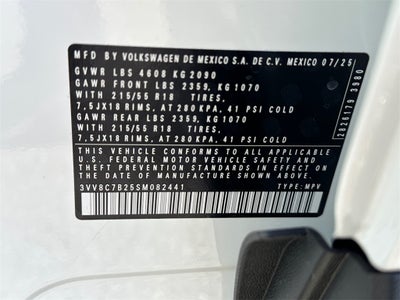 MFD BY VOLKSWAGEN DE MEXICO S.A. DE C.V. MEXICO 07/25
GVWR LBS 4608 KG 2090
GAWR FRONT LBS 2359, KG 1070
WITH 215/55 R18 TIRES,
7,5JX18 RIMS, AT 280 KPA, 41 PSI COLD
GAWR REAR LBS 2359, KG 1070
WITH 215/55 R18 TIRES,
7,5JX18 RIMS, AT 280 KPA, 41 PSI COLD
THIS VEHICLE CONFORMS TO ALL APPLICABLE
U.S. FEDERAL MOTOR VEHICLE SAFETY AND
THEFT PREVENTION STANDARDS IN EFFECT ON
THE DATE OF MANUFACTURE SHOWN ABOVE.
3VV8C7B25SM082441 TYPE: MPV
2826179 3980